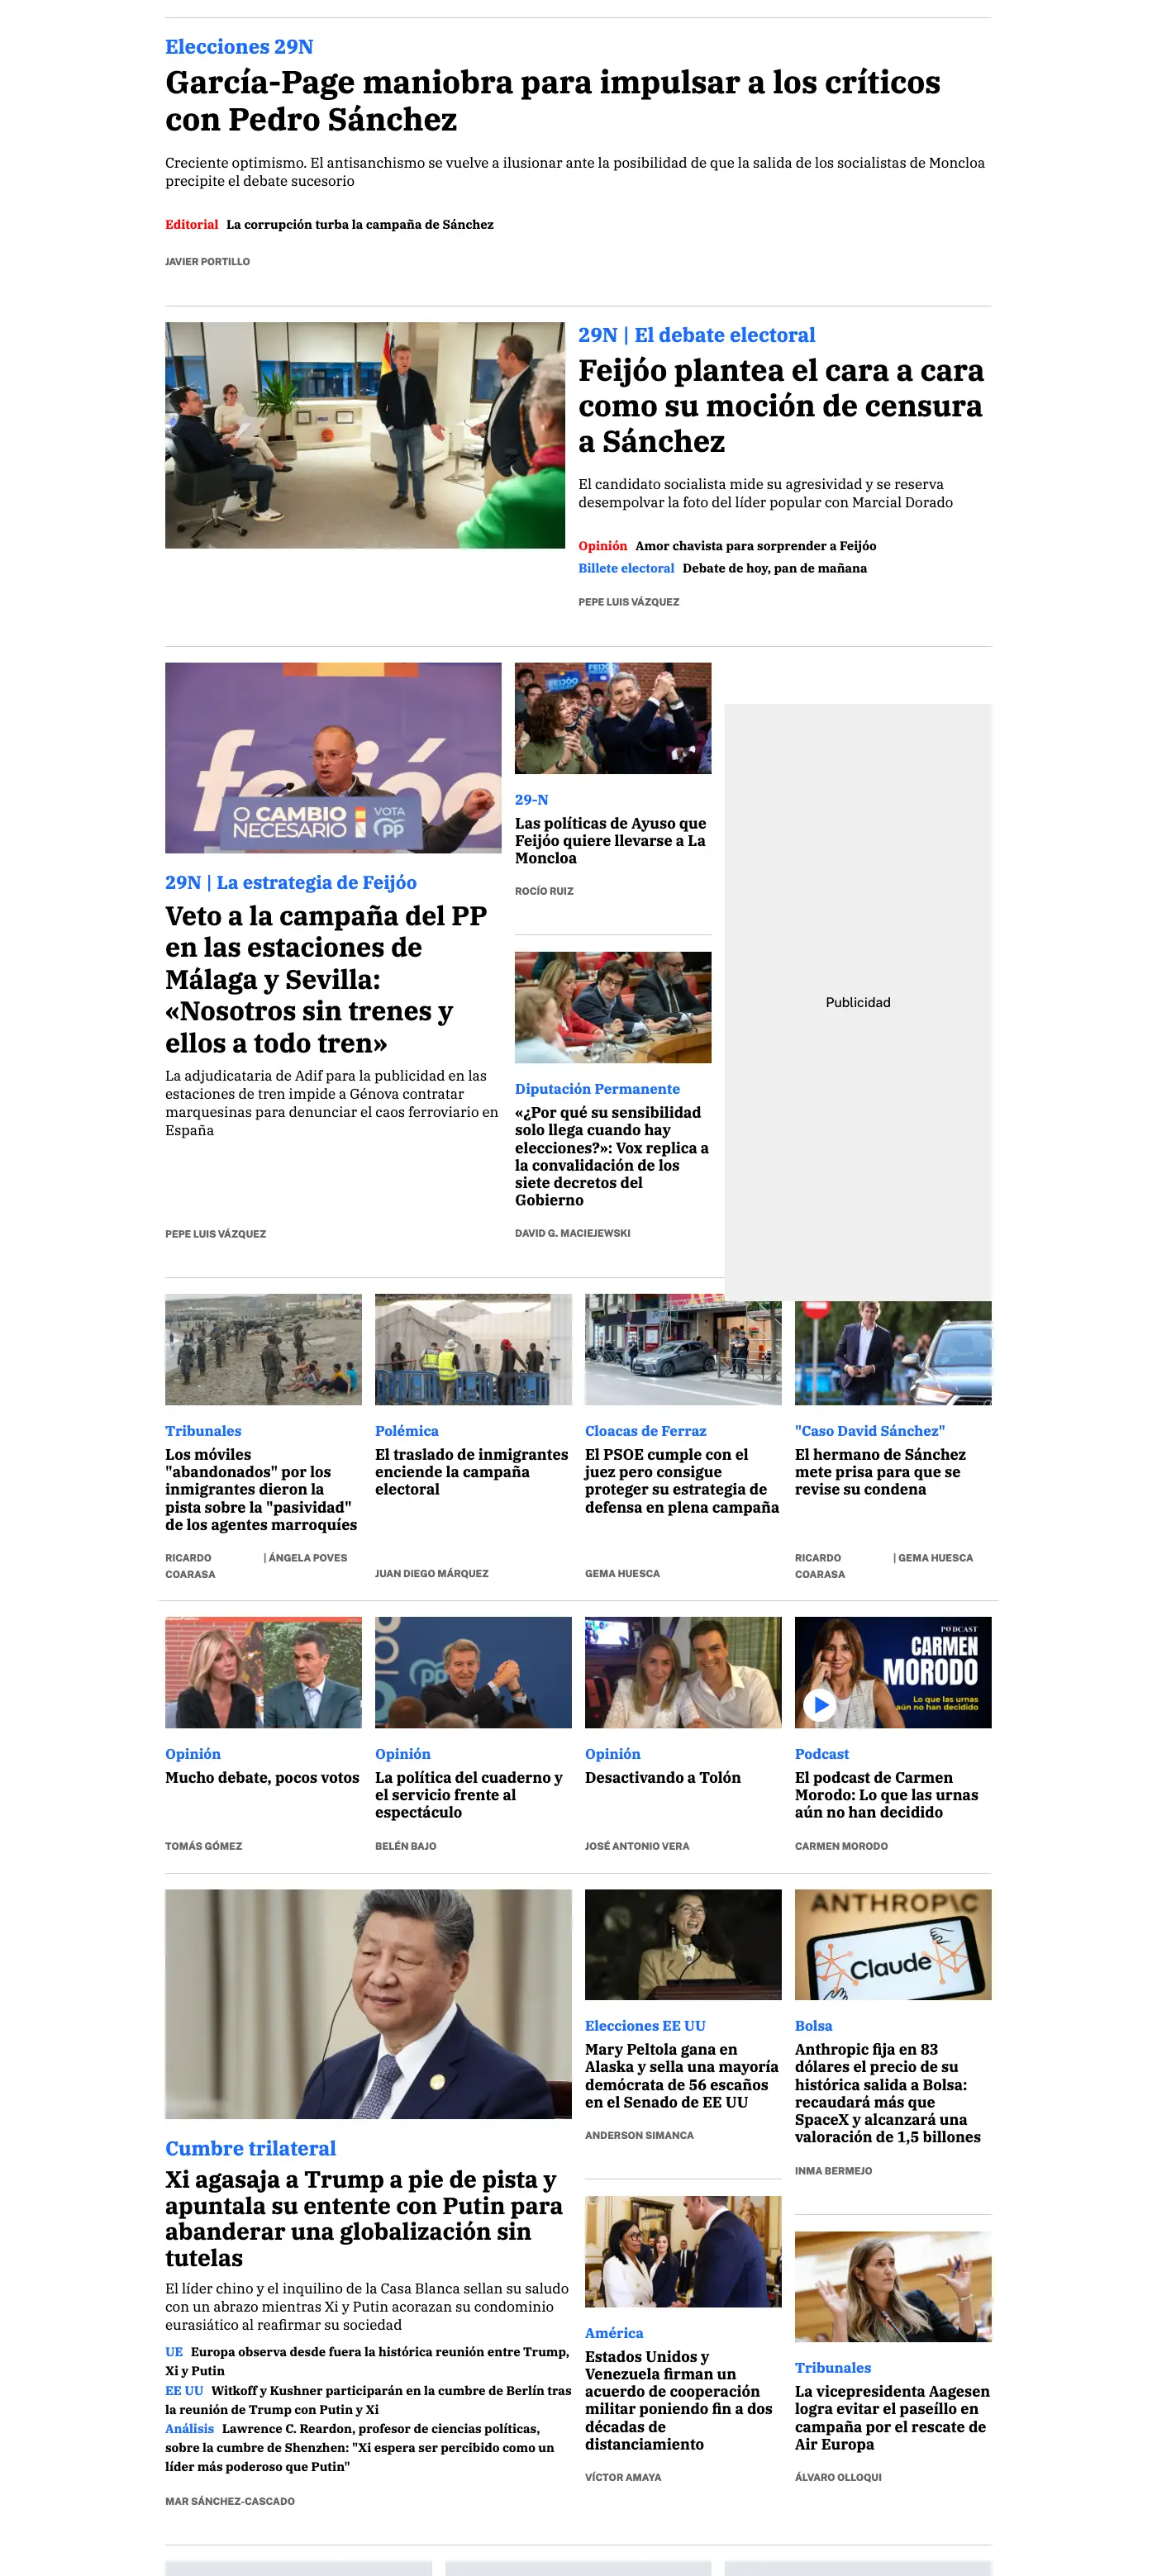 Elecciones 29N
García-Page maniobra para impulsar a los críticos
con Pedro Sánchez
Creciente optimismo. El antisanchismo se vuelve a ilusionar ante la posibilidad de que la salida de los socialistas de Moncloa
precipite el debate sucesorio
Editorial La corrupción turba la campaña de Sánchez
JAVIER PORTILLO
29N | El debate electoral
Feijóo plantea el cara a cara
como su moción de censura
a Sánchez
El candidato socialista mide su agresividad y se reserva
desempolvar la foto del líder popular con Marcial Dorado
Opinión Amor chavista para sorprender a Feijóo
Billete electoral Debate de hoy, pan de mañana
PEPE LUIS VÁZQUEZ
feijóo
O CAMBIO
NECESARIO
VOTA
PP
29N | La estrategia de Feijóo
Veto a la campaña del PP
en las estaciones de
Málaga y Sevilla:
«Nosotros sin trenes y
ellos a todo tren»
La adjudicataria de Adif para la publicidad en las
estaciones de tren impide a Génova contratar
marquesinas para denunciar el caos ferroviario en
España
PEPE LUIS VÁZQUEZ
FEIJÓO
FEIJÓO
29-N
Las políticas de Ayuso que
Feijóo quiere llevarse a La
Moncloa
ROCÍO RUIZ
Diputación Permanente
«¿Por qué su sensibilidad
solo llega cuando hay
elecciones?»: Vox replica a
la convalidación de los
siete decretos del
Gobierno
DAVID G. MACIEJEWSKI
Publicidad
Tribunales
Los móviles
"abandonados" por los
inmigrantes dieron la
pista sobre la "pasividad"
de los agentes marroquíes
RICARDO COARASA | ÁNGELA POVES
Polémica
El traslado de inmigrantes
enciende la campaña
electoral
JUAN DIEGO MÁRQUEZ
Cloacas de Ferraz
El PSOE cumple con el
juez pero consigue
proteger su estrategia de
defensa en plena campaña
GEMA HUESCA
"Caso David Sánchez"
El hermano de Sánchez
mete prisa para que se
revise su condena
RICARDO COARASA | GEMA HUESCA
Opinión
Mucho debate, pocos votos
TOMÁS GÓMEZ
PP
Opinión
La política del cuaderno y
el servicio frente al
espectáculo
BELÉN BAJO
Opinión
Desactivando a Tolón
JOSÉ ANTONIO VERA
PODCAST
CARMEN
MORODO
Lo que las urnas
aún no han decidido
Podcast
El podcast de Carmen
Morodo: Lo que las urnas
aún no han decidido
CARMEN MORODO
Cumbre trilateral
Xi agasaja a Trump a pie de pista y
apuntala su entente con Putin para
abanderar una globalización sin
tutelas
El líder chino y el inquilino de la Casa Blanca sellan su saludo
con un abrazo mientras Xi y Putin acorazan su condominio
eurasiático al reafirmar su sociedad
UE Europa observa desde fuera la histórica reunión entre Trump,
Xi y Putin
EE UU Witkoff y Kushner participarán en la cumbre de Berlín tras
la reunión de Trump con Putin y Xi
Análisis Lawrence C. Reardon, profesor de ciencias políticas,
sobre la cumbre de Shenzhen: "Xi espera ser percibido como un
líder más poderoso que Putin"
MAR SÁNCHEZ-CASCADO
Elecciones EE UU
Mary Peltola gana en
Alaska y sella una mayoría
demócrata de 56 escaños
en el Senado de EE UU
ANDERSON SIMANCA
América
Estados Unidos y
Venezuela firman un
acuerdo de cooperación
militar poniendo fin a dos
décadas de
distanciamiento
VÍCTOR AMAYA
ANTHROPIC
Claude
Bolsa
Anthropic fija en 83
dólares el precio de su
histórica salida a Bolsa:
recaudará más que
SpaceX y alcanzará una
valoración de 1,5 billones
INMA BERMEJO
Tribunales
La vicepresidenta Aagesen
logra evitar el paseíllo en
campaña por el rescate de
Air Europa
ÁLVARO OLLOQUI